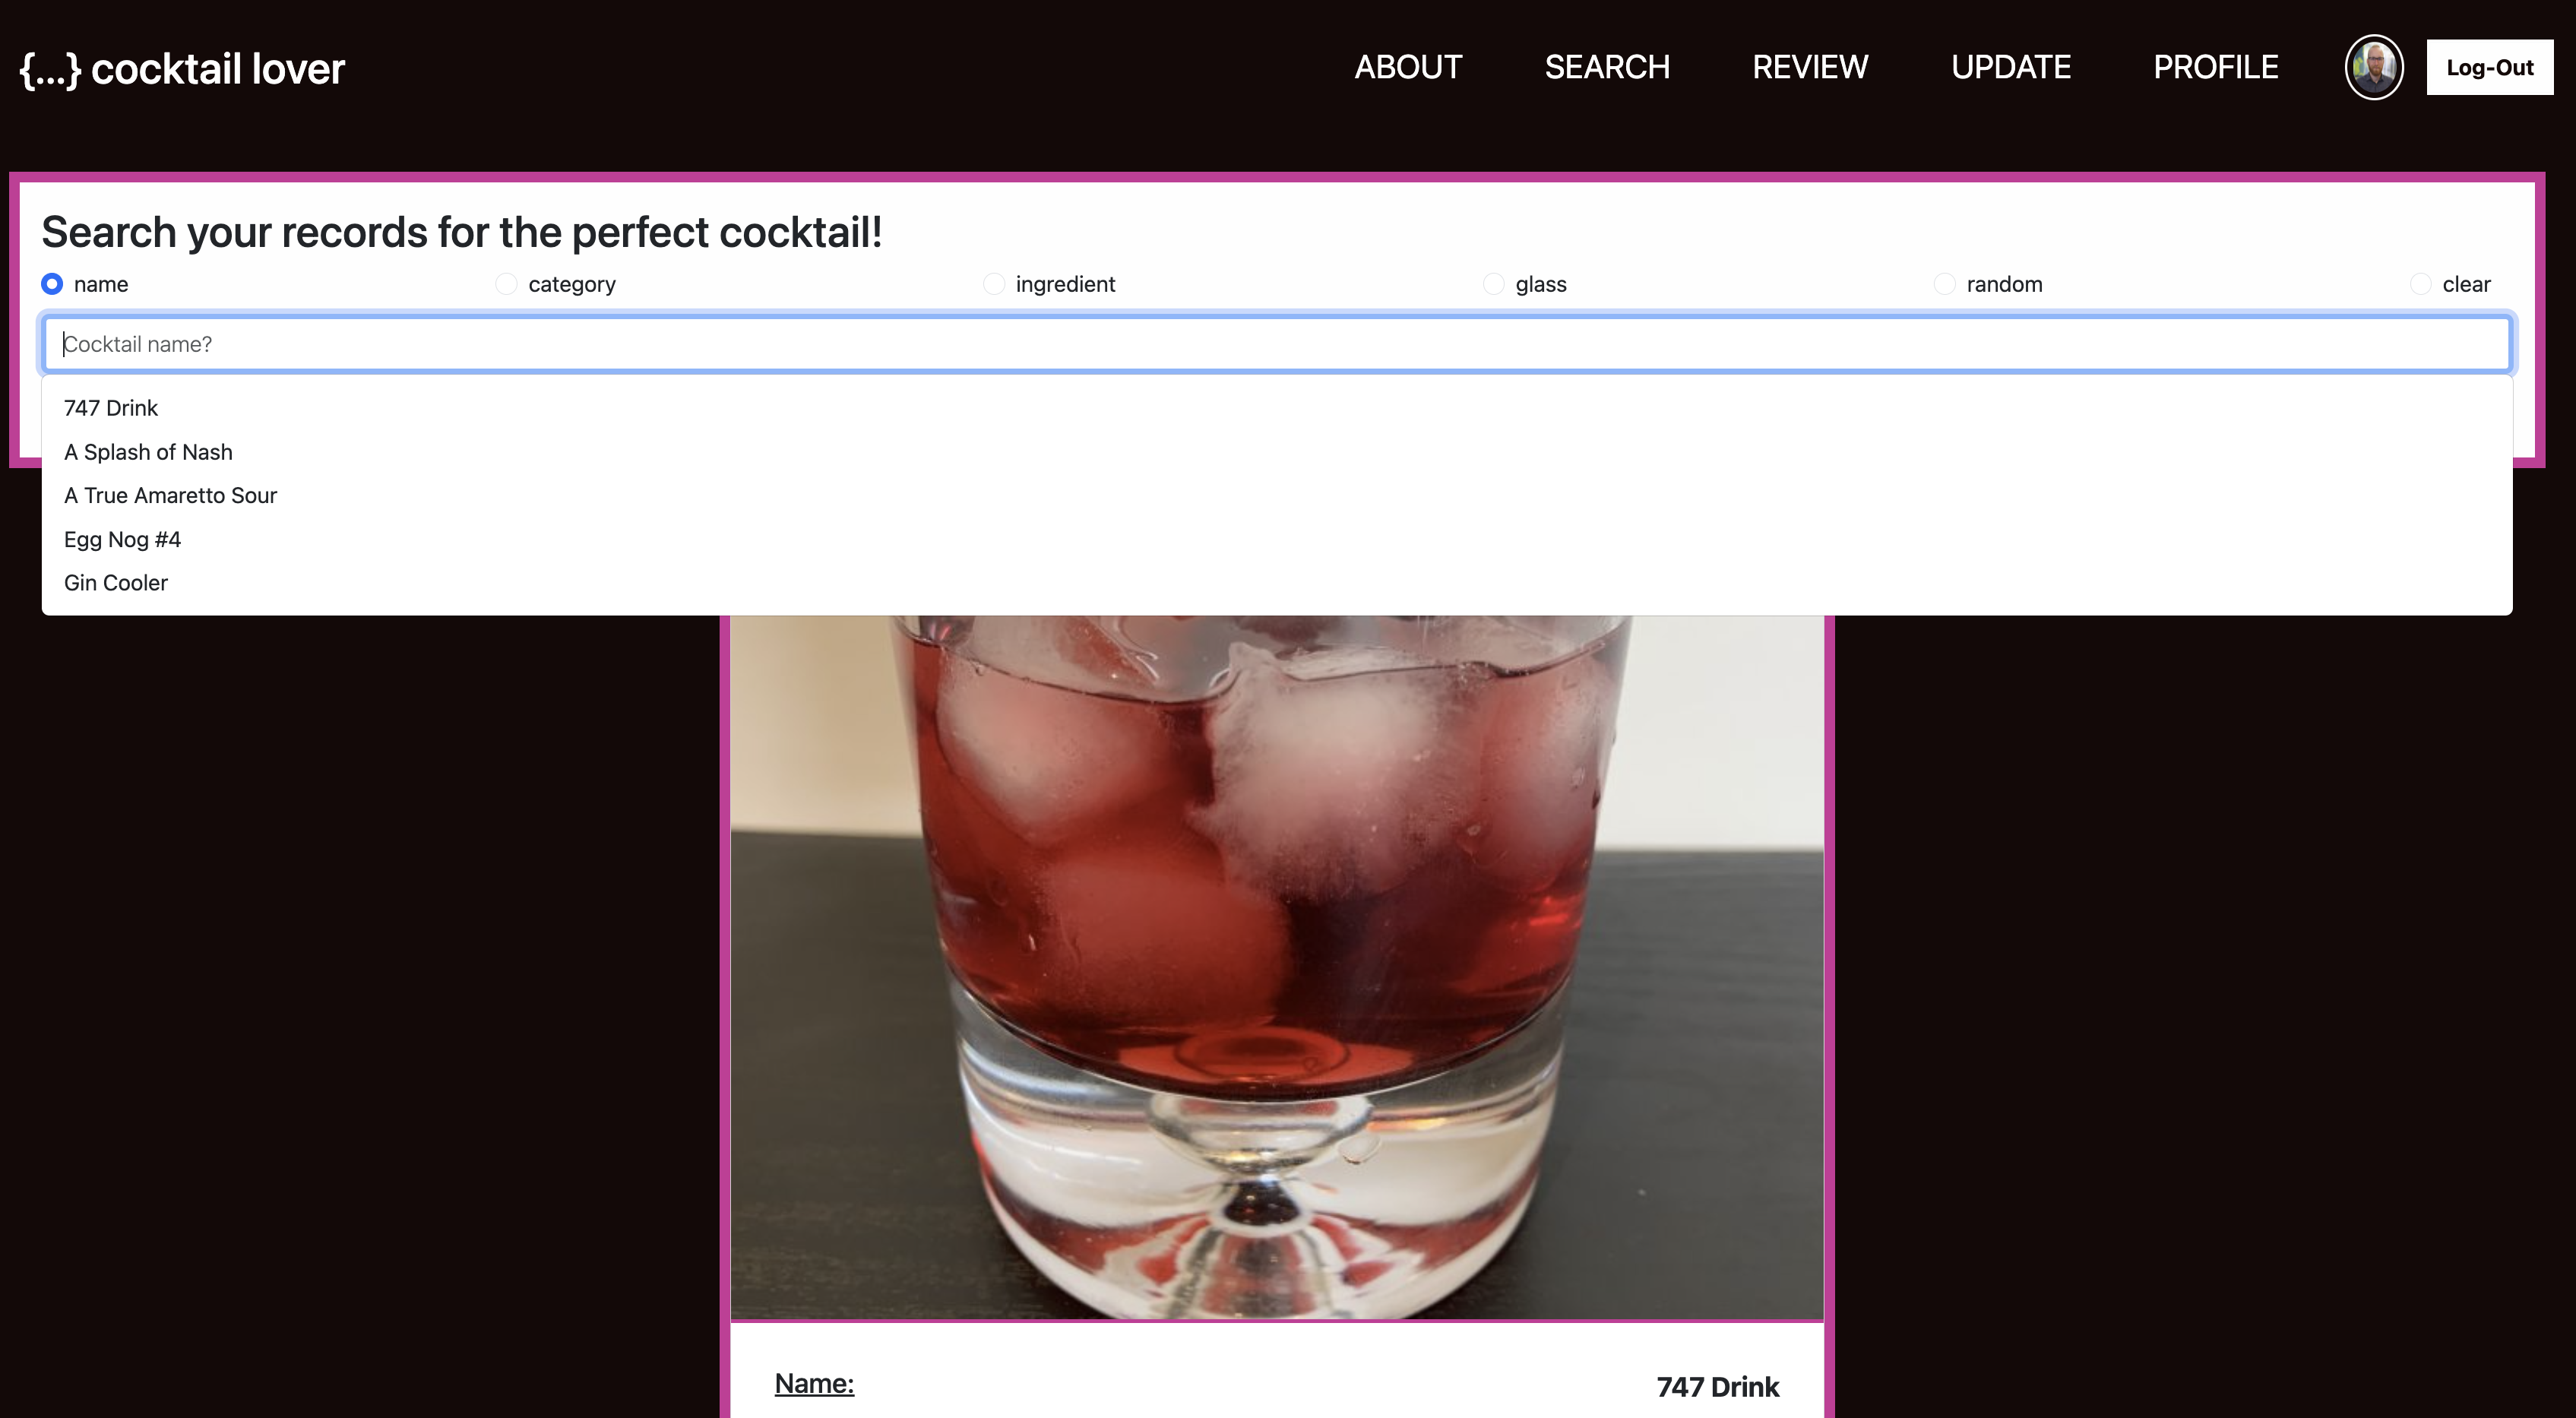 {...} cocktail lover
ABOUT SEARCH REVIEW UPDATE PROFILE Log-Out
Search your records for the perfect cocktail!
name category ingredient glass random clear
Cocktail name?
747 Drink
A Splash of Nash
A True Amaretto Sour
Egg Nog #4
Gin Cooler
Name: 747 Drink